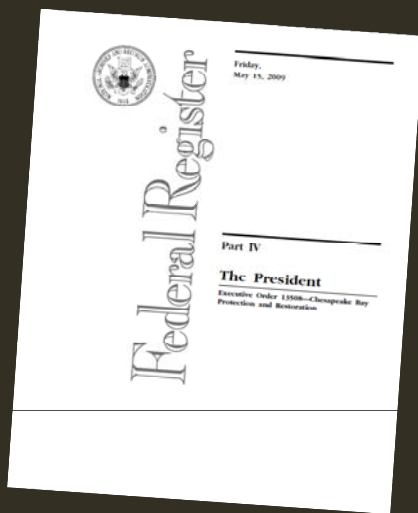 Friday,
May 15, 2009
Federal Register
Part IV
The President
Executive Order 13508—Chesapeake Bay
Protection and Restoration